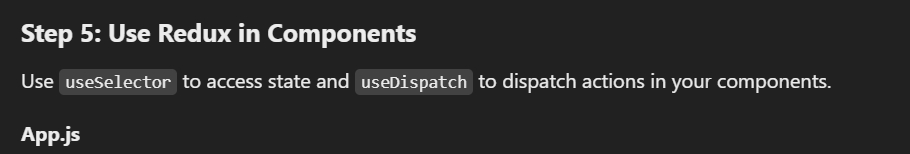 Step 5: Use Redux in Components
Use useSelector to access state and useDispatch to dispatch actions in your components.
App.js